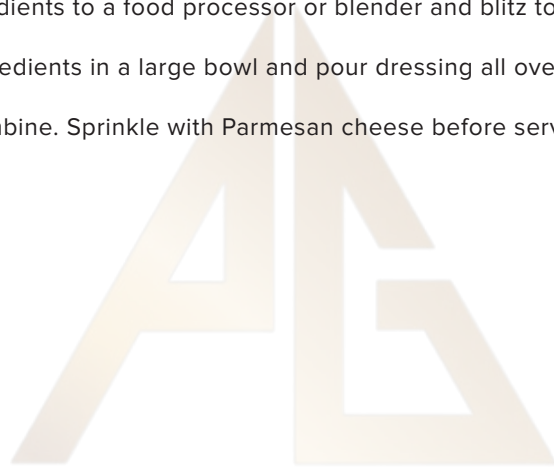 dients to a food processor or blender and blitz to
edients in a large bowl and pour dressing all ove
bine. Sprinkle with Parmesan cheese before serv
AG